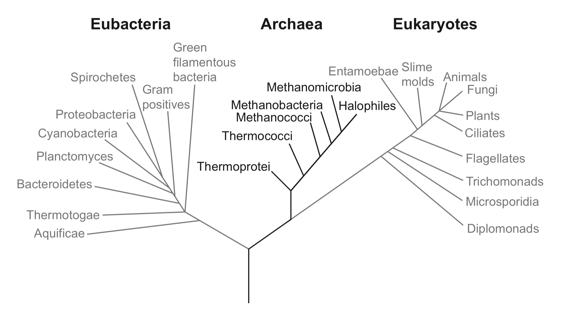 Eubacteria
Archaea
Eukaryotes
Green
filamentous
bacteria
Spirochetes
Gram
positives
Proteobacteria
Cyanobacteria
Planctomyces
Bacteroidetes
Thermotogae
Aquificae
Methanomicrobia
Methanobacteria
Halophiles
Methanococci
Thermococci
Thermoprotei
Entamoebae
Slime
molds
Animals
Fungi
Plants
Ciliates
Flagellates
Trichomonads
Microsporidia
Diplomonads